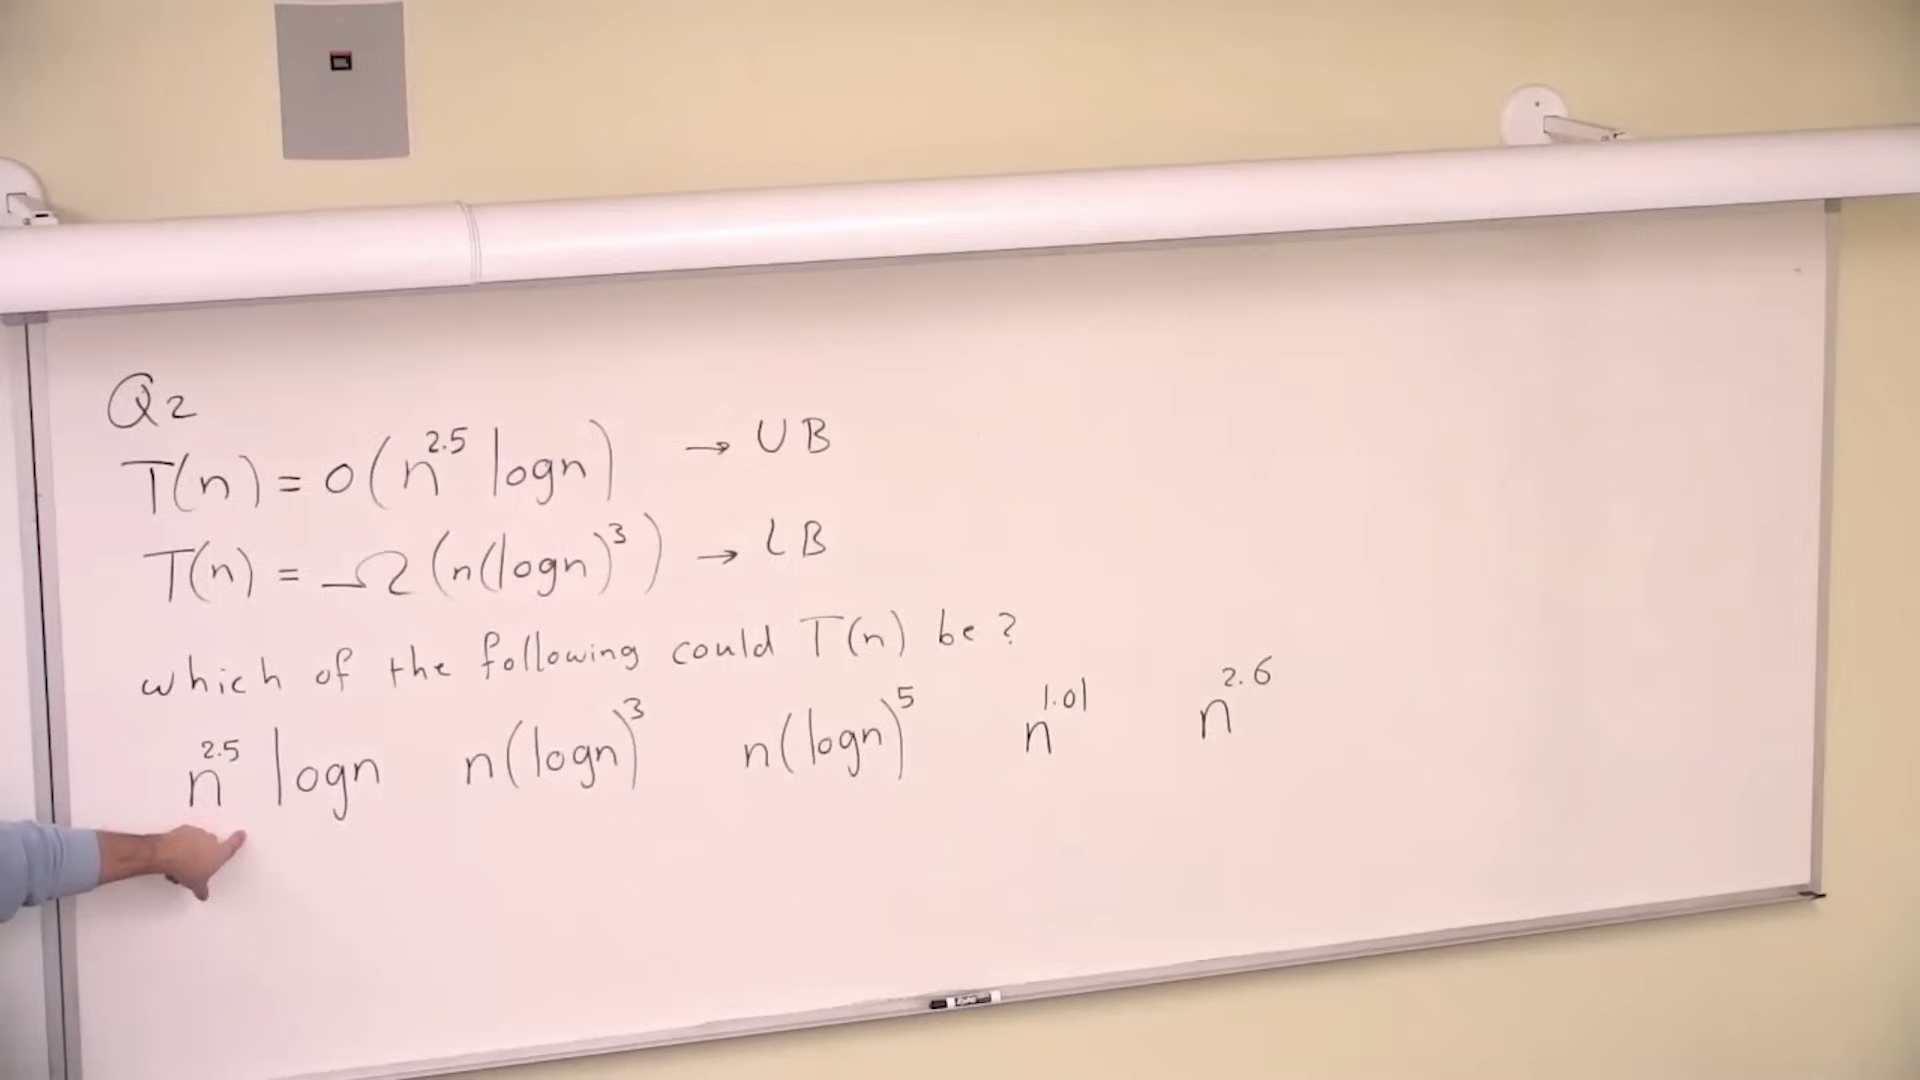 Q2
T(n) = o(n^2.5 logn) → UB
T(n) = Ω(n(logn)^3) → LB
which of the following could T(n) be?
n^2.5 logn n(logn)^3 n(logn)^5 n^1.01 n^2.6